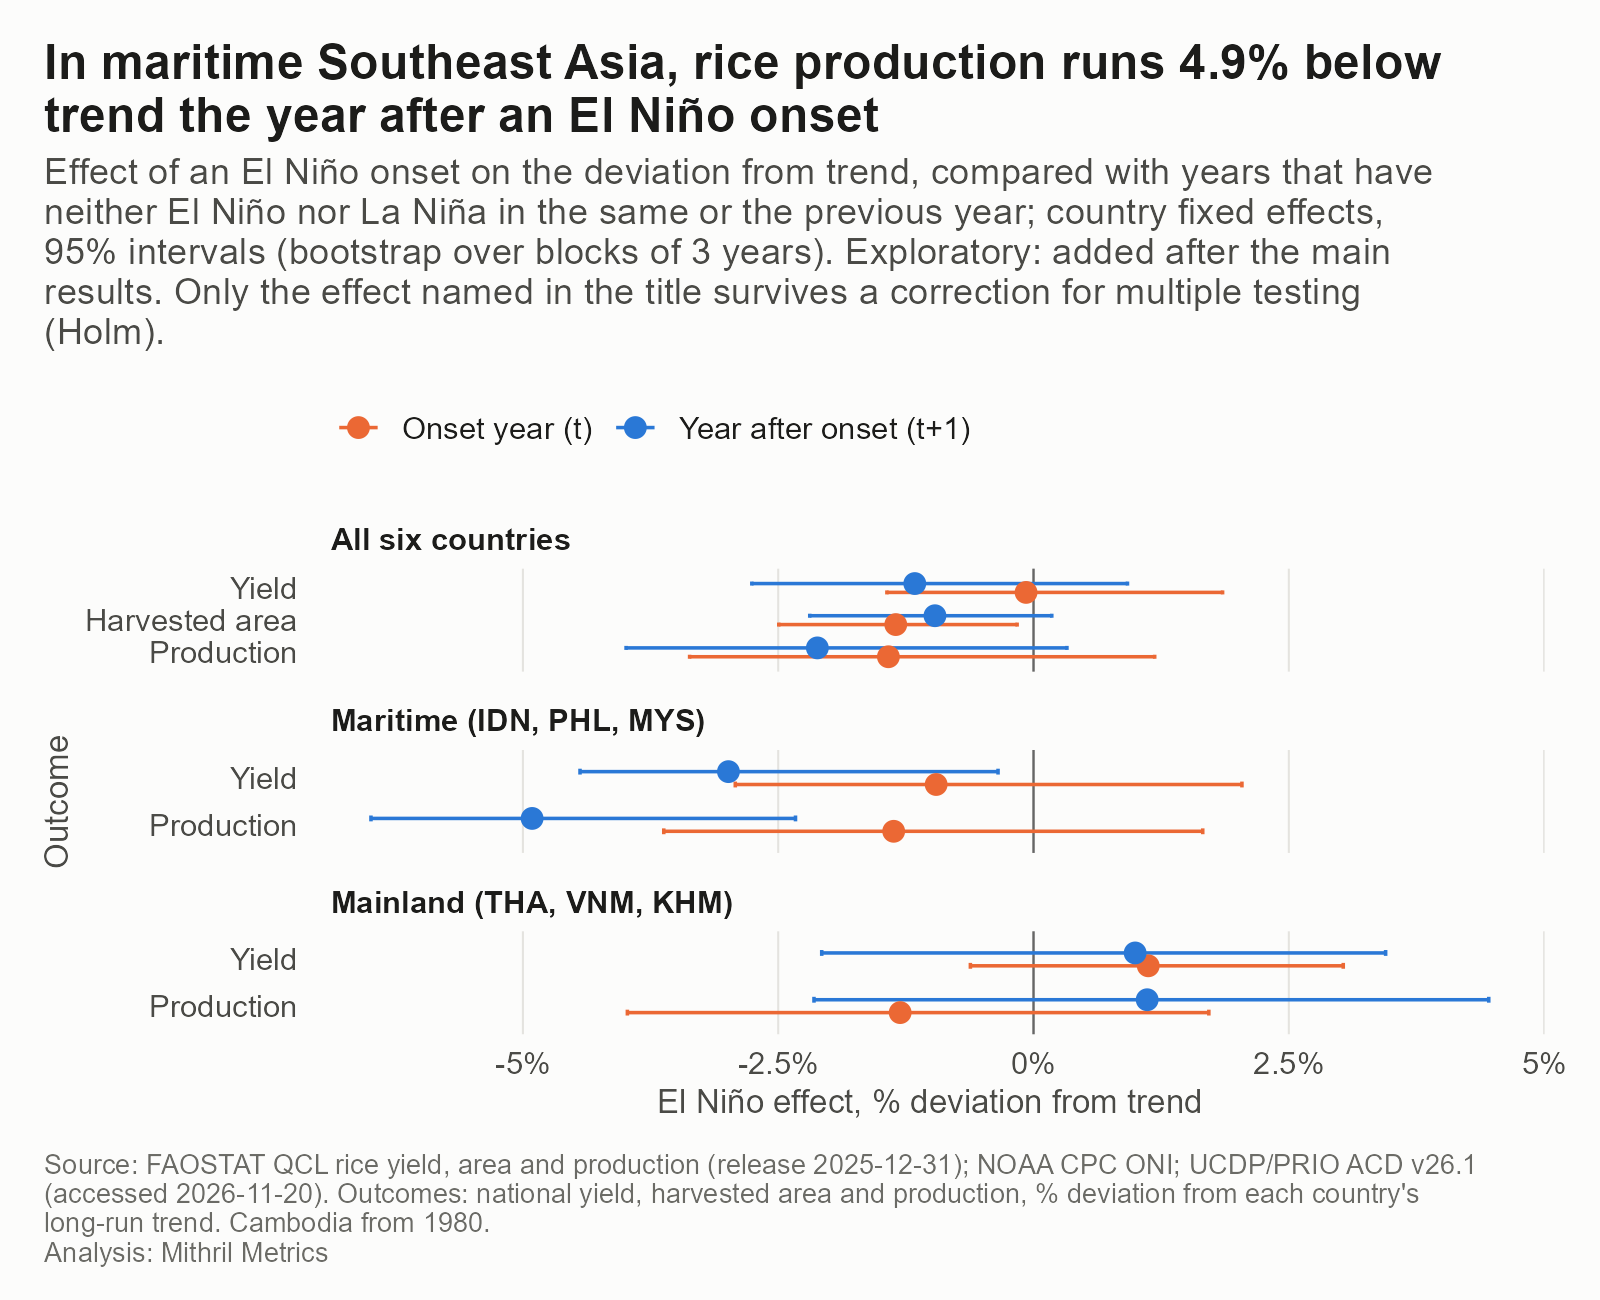 In maritime Southeast Asia, rice production runs 4.9% below
trend the year after an El Niño onset
Effect of an El Niño onset on the deviation from trend, compared with years that have
neither El Niño nor La Niña in the same or the previous year; country fixed effects,
95% intervals (bootstrap over blocks of 3 years). Exploratory: added after the main
results. Only the effect named in the title survives a correction for multiple testing
(Holm).
Onset year (t)
Year after onset (t+1)
All six countries
Yield
Harvested area
Production
Maritime (IDN, PHL, MYS)
Yield
Production
Outcome
Mainland (THA, VNM, KHM)
Yield
Production
-5%
-2.5%
0%
2.5%
5%
El Niño effect, % deviation from trend
Source: FAOSTAT QCL rice yield, area and production (release 2025-12-31); NOAA CPC ONI; UCDP/PRIO ACD v26.1
(accessed 2026-11-20). Outcomes: national yield, harvested area and production, % deviation from each country's
long-run trend. Cambodia from 1980.
Analysis: Mithril Metrics